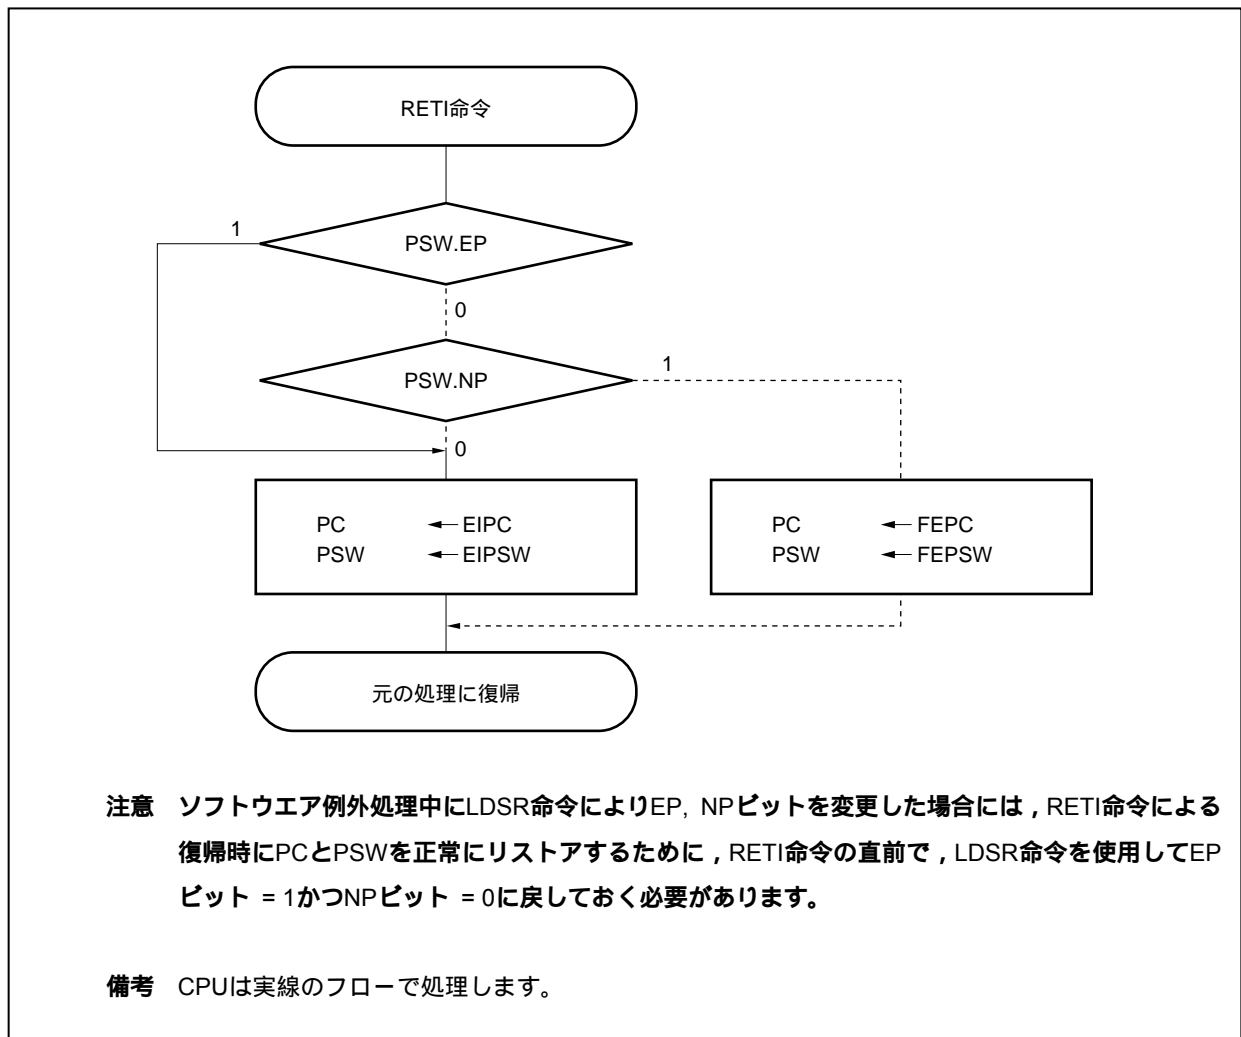 RETI命令
1
PSW.EP
0
PSW.NP
1
0
PC ← EIPC
PSW ← EIPSW
PC ← FEPC
PSW ← FEPSW
元の処理に復帰
注意 ソフトウエア例外処理中にLDSR命令によりEP, NPビットを変更した場合には，RETI命令による
復帰時にPCとPSWを正常にリストアするために，RETI命令の直前で，LDSR命令を使用してEP
ビット = 1かつNPビット = 0に戻しておく必要があります。
備考 CPUは実線のフローで処理します。